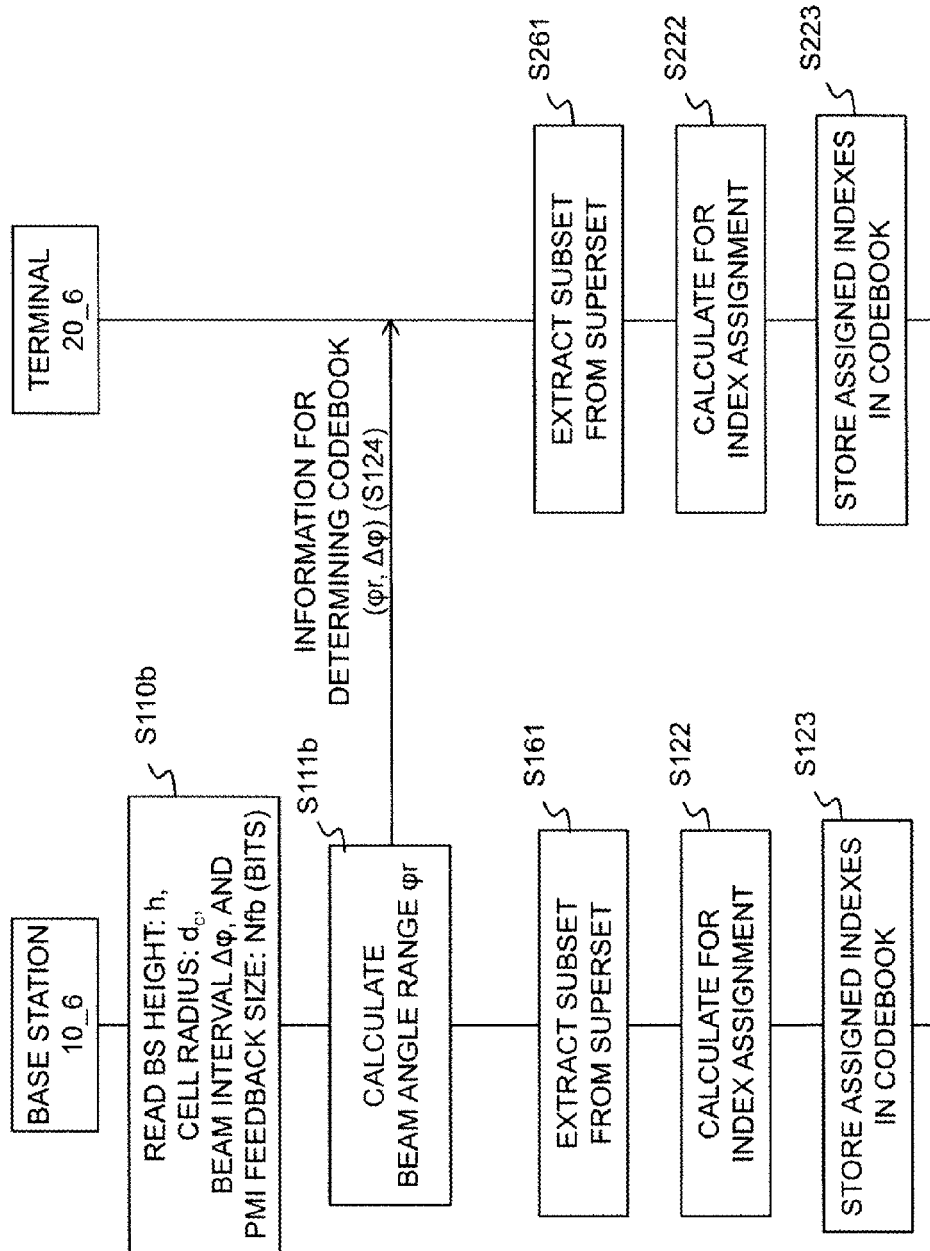 BASE STATION
10_6
TERMINAL
20_6
S110b
READ BS HEIGHT: h,
CELL RADIUS: dc,
BEAM INTERVAL Δφ, AND
PMI FEEDBACK SIZE: Nfb (BITS)
S111b
CALCULATE
BEAM ANGLE RANGE φr
INFORMATION FOR
DETERMINING CODEBOOK
(φr, Δφ) (S124)
S161
EXTRACT SUBSET
FROM SUPERSET
S261
EXTRACT SUBSET
FROM SUPERSET
S122
CALCULATE FOR
INDEX ASSIGNMENT
S222
CALCULATE FOR
INDEX ASSIGNMENT
S123
STORE ASSIGNED INDEXES
IN CODEBOOK
S223
STORE ASSIGNED INDEXES
IN CODEBOOK